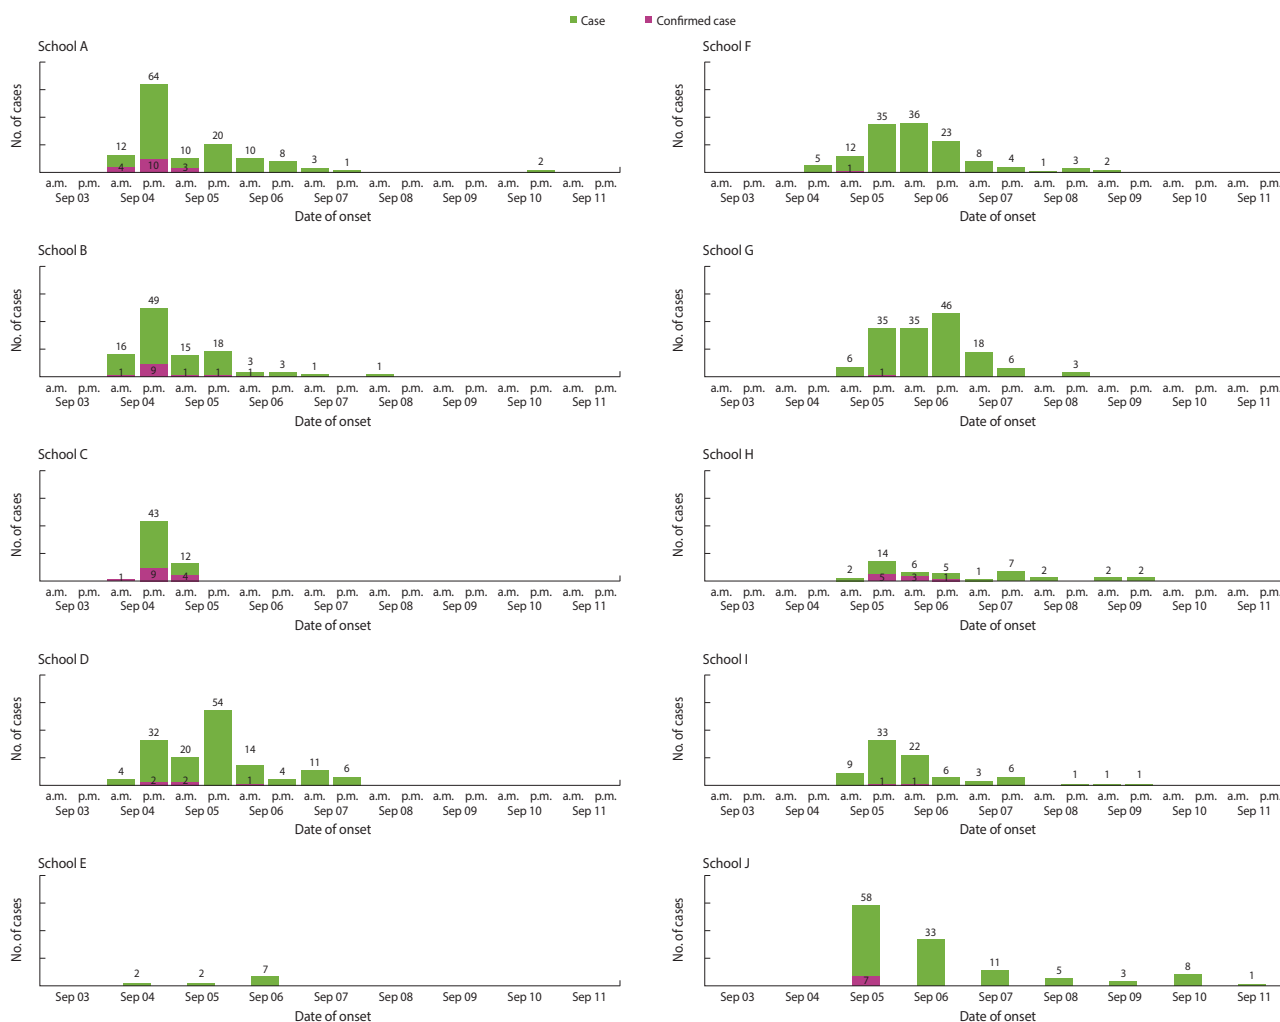 Case Confirmed case
School A
No. of cases
64
12 10 20 10 8 3 1 2
4 10 3
a.m. p.m. a.m. p.m. a.m. p.m. a.m. p.m. a.m. p.m. a.m. p.m. a.m. p.m. a.m. p.m. a.m. p.m.
Sep 03 Sep 04 Sep 05 Sep 06 Sep 07 Sep 08 Sep 09 Sep 10 Sep 11
Date of onset
School B
No. of cases
49
16 15 18 3 3 1 1
1 9 1 1 1
a.m. p.m. a.m. p.m. a.m. p.m. a.m. p.m. a.m. p.m. a.m. p.m. a.m. p.m. a.m. p.m. a.m. p.m.
Sep 03 Sep 04 Sep 05 Sep 06 Sep 07 Sep 08 Sep 09 Sep 10 Sep 11
Date of onset
School C
No. of cases
43
12
1 9 4
a.m. p.m. a.m. p.m. a.m. p.m. a.m. p.m. a.m. p.m. a.m. p.m. a.m. p.m. a.m. p.m. a.m. p.m.
Sep 03 Sep 04 Sep 05 Sep 06 Sep 07 Sep 08 Sep 09 Sep 10 Sep 11
Date of onset
School D
No. of cases
54
4 32 20 14 4 11 6
2 2 1
a.m. p.m. a.m. p.m. a.m. p.m. a.m. p.m. a.m. p.m. a.m. p.m. a.m. p.m. a.m. p.m. a.m. p.m.
Sep 03 Sep 04 Sep 05 Sep 06 Sep 07 Sep 08 Sep 09 Sep 10 Sep 11
Date of onset
School E
No. of cases
2 2 7
Sep 03 Sep 04 Sep 05 Sep 06 Sep 07 Sep 08 Sep 09 Sep 10 Sep 11
Date of onset
School F
No. of cases
5 12 35 36 23 8 4 1 3 2
1
a.m. p.m. a.m. p.m. a.m. p.m. a.m. p.m. a.m. p.m. a.m. p.m. a.m. p.m. a.m. p.m. a.m. p.m.
Sep 03 Sep 04 Sep 05 Sep 06 Sep 07 Sep 08 Sep 09 Sep 10 Sep 11
Date of onset
School G
No. of cases
6 35 35 46 18 6 3
1
a.m. p.m. a.m. p.m. a.m. p.m. a.m. p.m. a.m. p.m. a.m. p.m. a.m. p.m. a.m. p.m. a.m. p.m.
Sep 03 Sep 04 Sep 05 Sep 06 Sep 07 Sep 08 Sep 09 Sep 10 Sep 11
Date of onset
School H
No. of cases
2 14 6 5 1 7 2 2 2
5 3 1
a.m. p.m. a.m. p.m. a.m. p.m. a.m. p.m. a.m. p.m. a.m. p.m. a.m. p.m. a.m. p.m. a.m. p.m.
Sep 03 Sep 04 Sep 05 Sep 06 Sep 07 Sep 08 Sep 09 Sep 10 Sep 11
Date of onset
School I
No. of cases
9 33 22 6 3 6 1 1 1
1 1
a.m. p.m. a.m. p.m. a.m. p.m. a.m. p.m. a.m. p.m. a.m. p.m. a.m. p.m. a.m. p.m. a.m. p.m.
Sep 03 Sep 04 Sep 05 Sep 06 Sep 07 Sep 08 Sep 09 Sep 10 Sep 11
Date of onset
School J
No. of cases
58 33 11 5 3 8 1
7
Sep 03 Sep 04 Sep 05 Sep 06 Sep 07 Sep 08 Sep 09 Sep 10 Sep 11
Date of onset